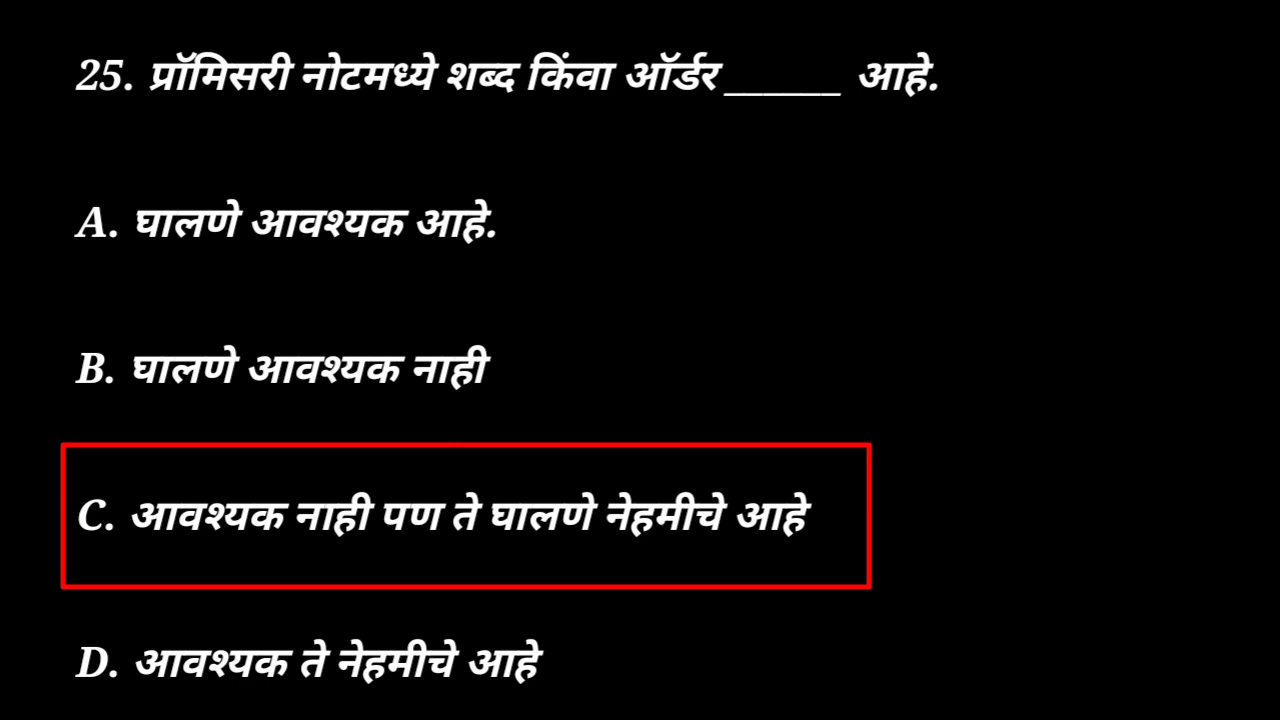 25. प्रॉमिसरी नोटमध्ये शब्द किंवा ऑर्डर ______ आहे.
A. घालणे आवश्यक आहे.
B. घालणे आवश्यक नाही
C. आवश्यक नाही पण ते घालणे नेहमीचे आहे
D. आवश्यक ते नेहमीचे आहे